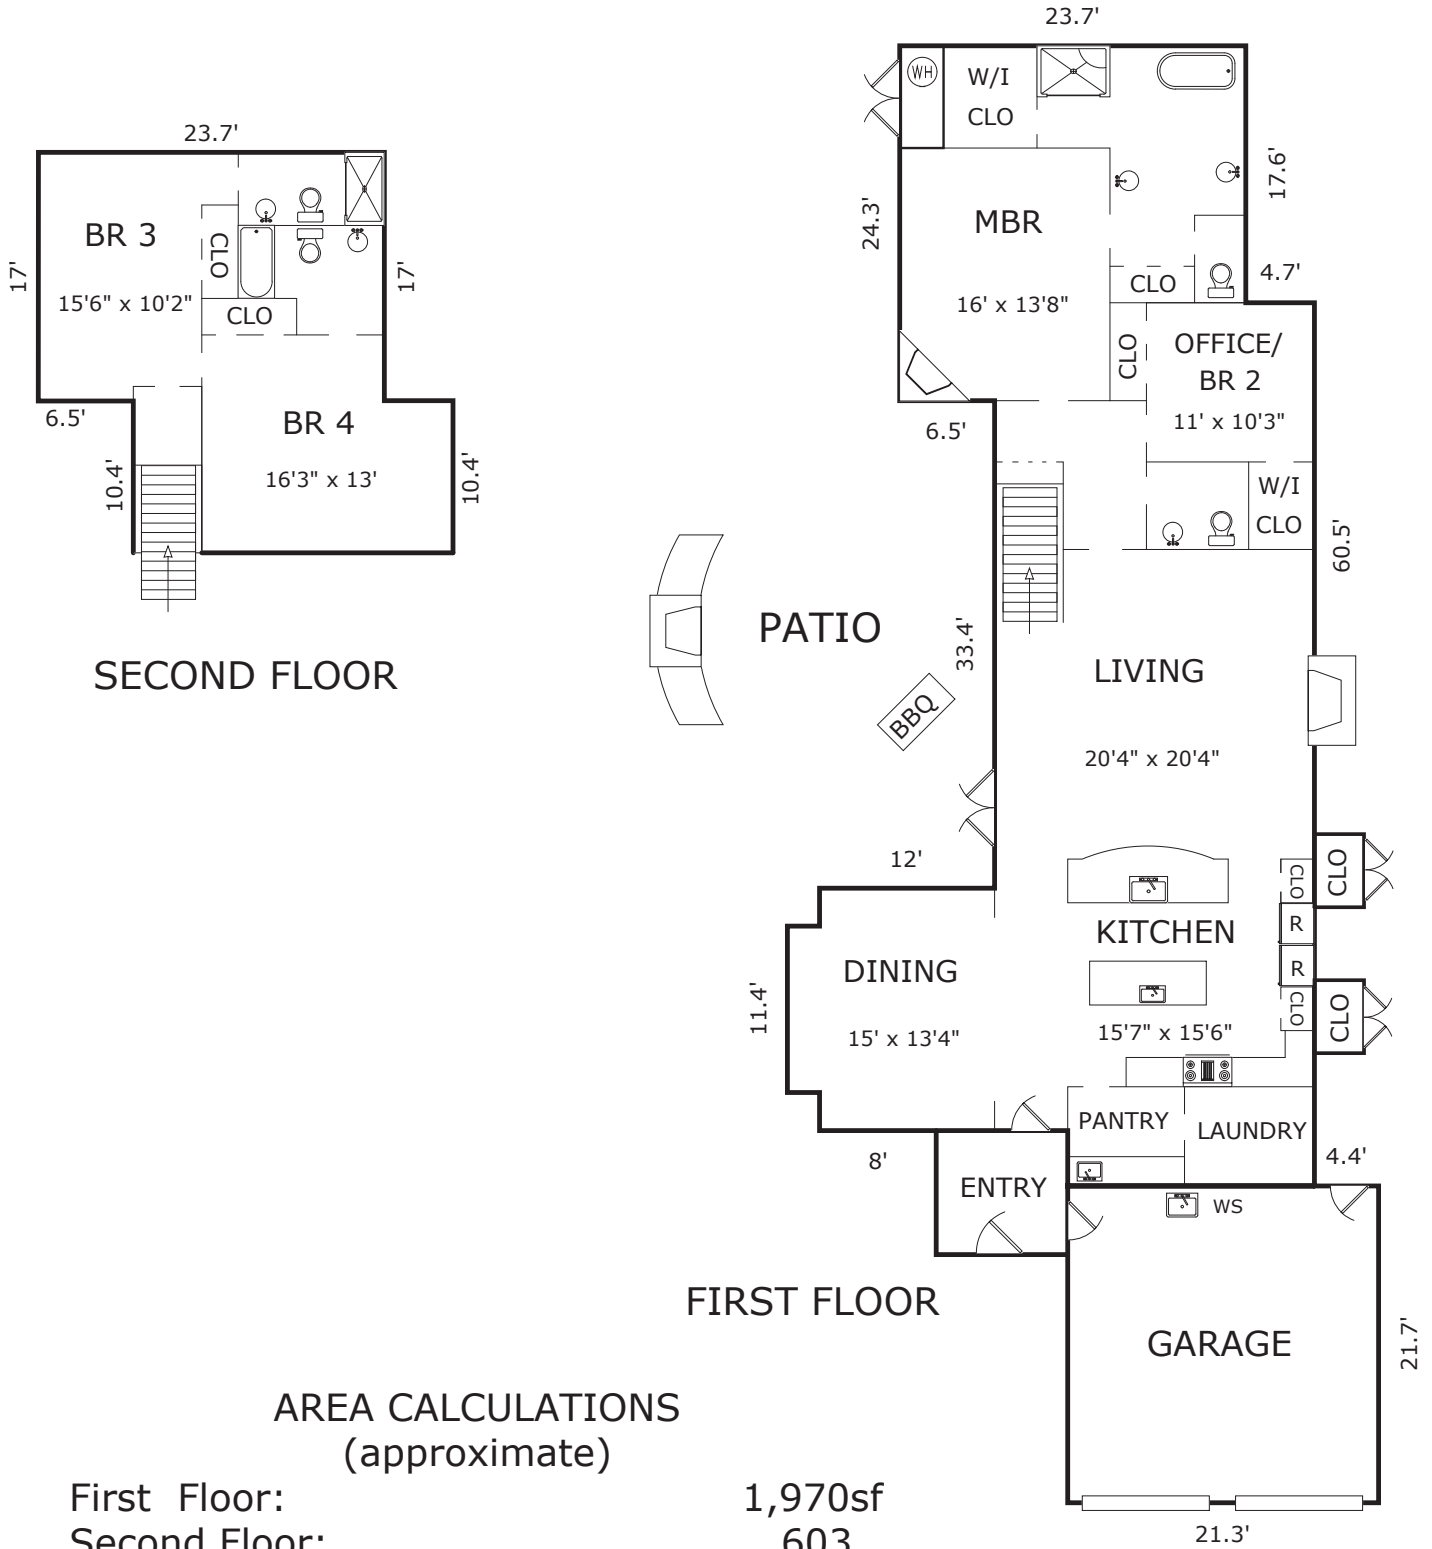 23.7'
BR 3
15'6" x 10'2"
17'
CLO
CLO
17'
6.5'
BR 4
16'3" x 13'
10.4'
10.4'
SECOND FLOOR
23.7'
WH
W/I
CLO
24.3'
MBR
16' x 13'8"
17.6'
4.7'
CLO
CLO
OFFICE/
BR 2
11' x 10'3"
6.5'
W/I
CLO
60.5'
PATIO
33.4'
BBQ
LIVING
20'4" x 20'4"
12'
CLO
CLO
KITCHEN
R
R
CLO
CLO
15'7" x 15'6"
DINING
15' x 13'4"
11.4'
PANTRY
LAUNDRY
8'
4.4'
ENTRY
WS
FIRST FLOOR
GARAGE
21.7'
21.3'
AREA CALCULATIONS
(approximate)
First Floor: 1,970sf
Second Floor: 603